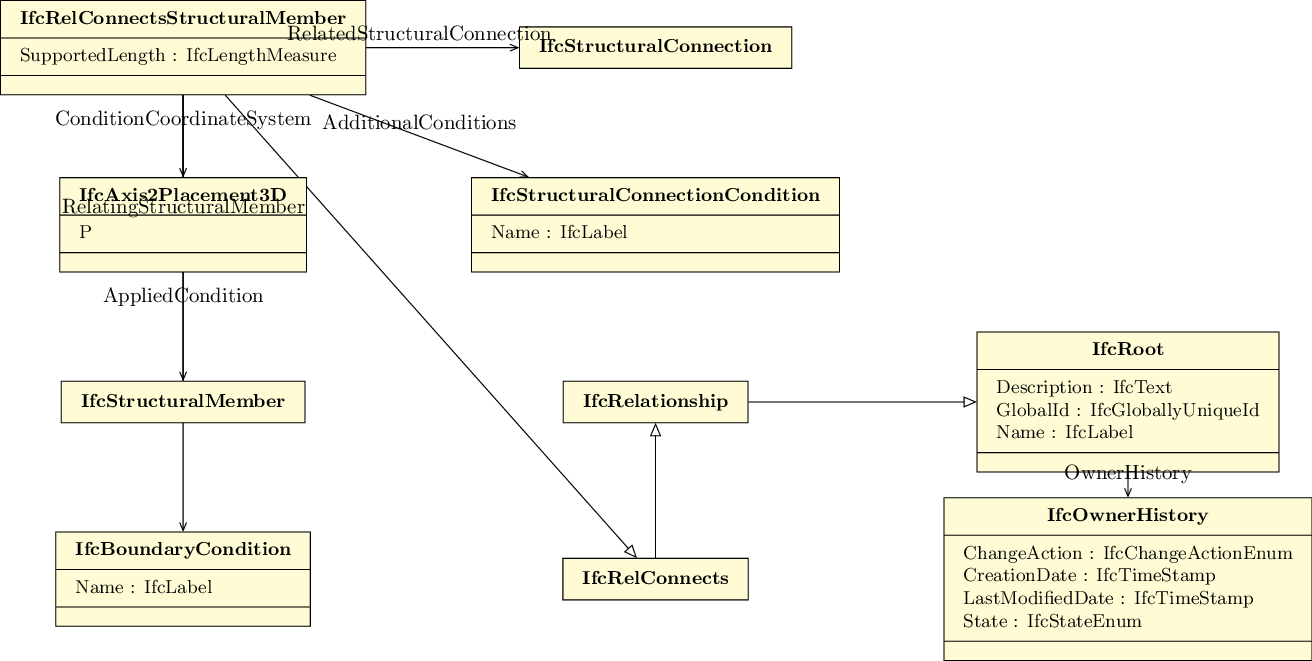 IfcRelConnectsStructuralMember
SupportedLength : IfcLengthMeasure
RelatedStructuralConnection
IfcStructuralConnection
ConditionCoordinateSystem
AdditionalConditions
IfcAxis2Placement3D
RelatingStructuralMember
P
IfcStructuralConnectionCondition
Name : IfcLabel
AppliedCondition
IfcStructuralMember
IfcRelationship
IfcRoot
Description : IfcText
GlobalId : IfcGloballyUniqueId
Name : IfcLabel
OwnerHistory
IfcBoundaryCondition
Name : IfcLabel
IfcRelConnects
IfcOwnerHistory
ChangeAction : IfcChangeActionEnum
CreationDate : IfcTimeStamp
LastModifiedDate : IfcTimeStamp
State : IfcStateEnum